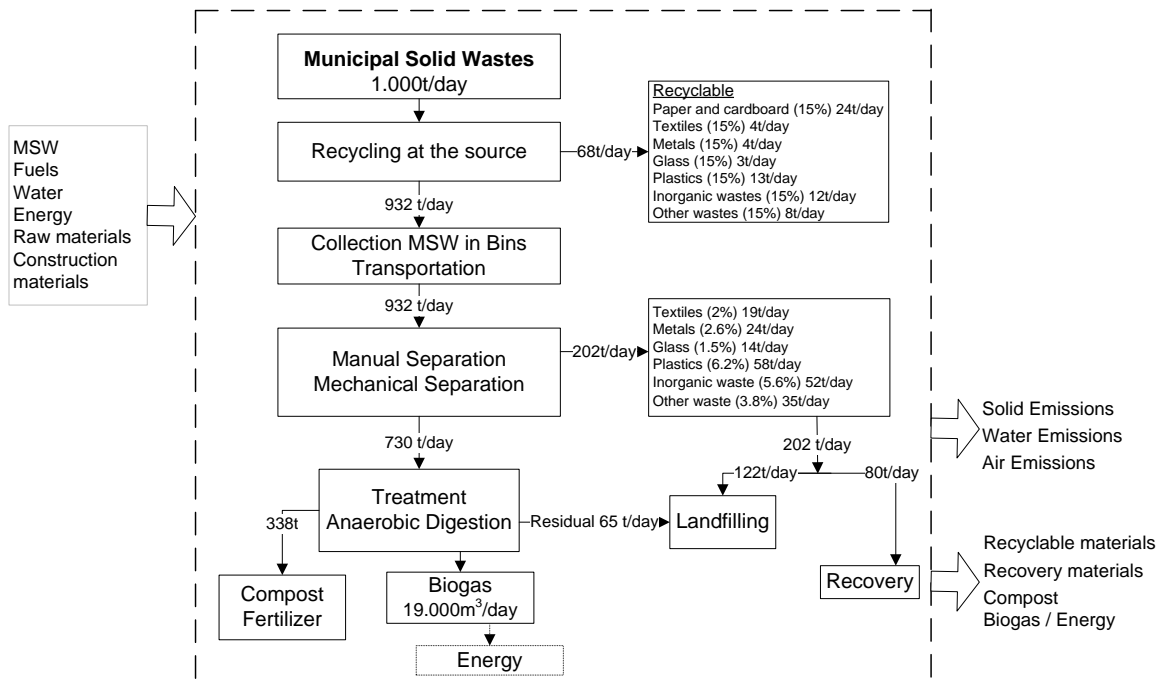 Municipal Solid Wastes
1.000t/day
MSW
Fuels
Water
Energy
Raw materials
Construction
materials
Recycling at the source
68t/day
Recyclable
Paper and cardboard (15%) 24t/day
Textiles (15%) 4t/day
Metals (15%) 4t/day
Glass (15%) 3t/day
Plastics (15%) 13t/day
Inorganic wastes (15%) 12t/day
Other wastes (15%) 8t/day
932 t/day
Collection MSW in Bins
Transportation
932 t/day
Manual Separation
Mechanical Separation
202t/day
Textiles (2%) 19t/day
Metals (2.6%) 24t/day
Glass (1.5%) 14t/day
Plastics (6.2%) 58t/day
Inorganic waste (5.6%) 52t/day
Other waste (3.8%) 35t/day
730 t/day
202 t/day
122t/day
80t/day
Treatment
Anaerobic Digestion
338t
Residual 65 t/day
Landfilling
Recovery
Compost
Fertilizer
Biogas
19.000m³/day
Energy
Solid Emissions
Water Emissions
Air Emissions
Recyclable materials
Recovery materials
Compost
Biogas / Energy